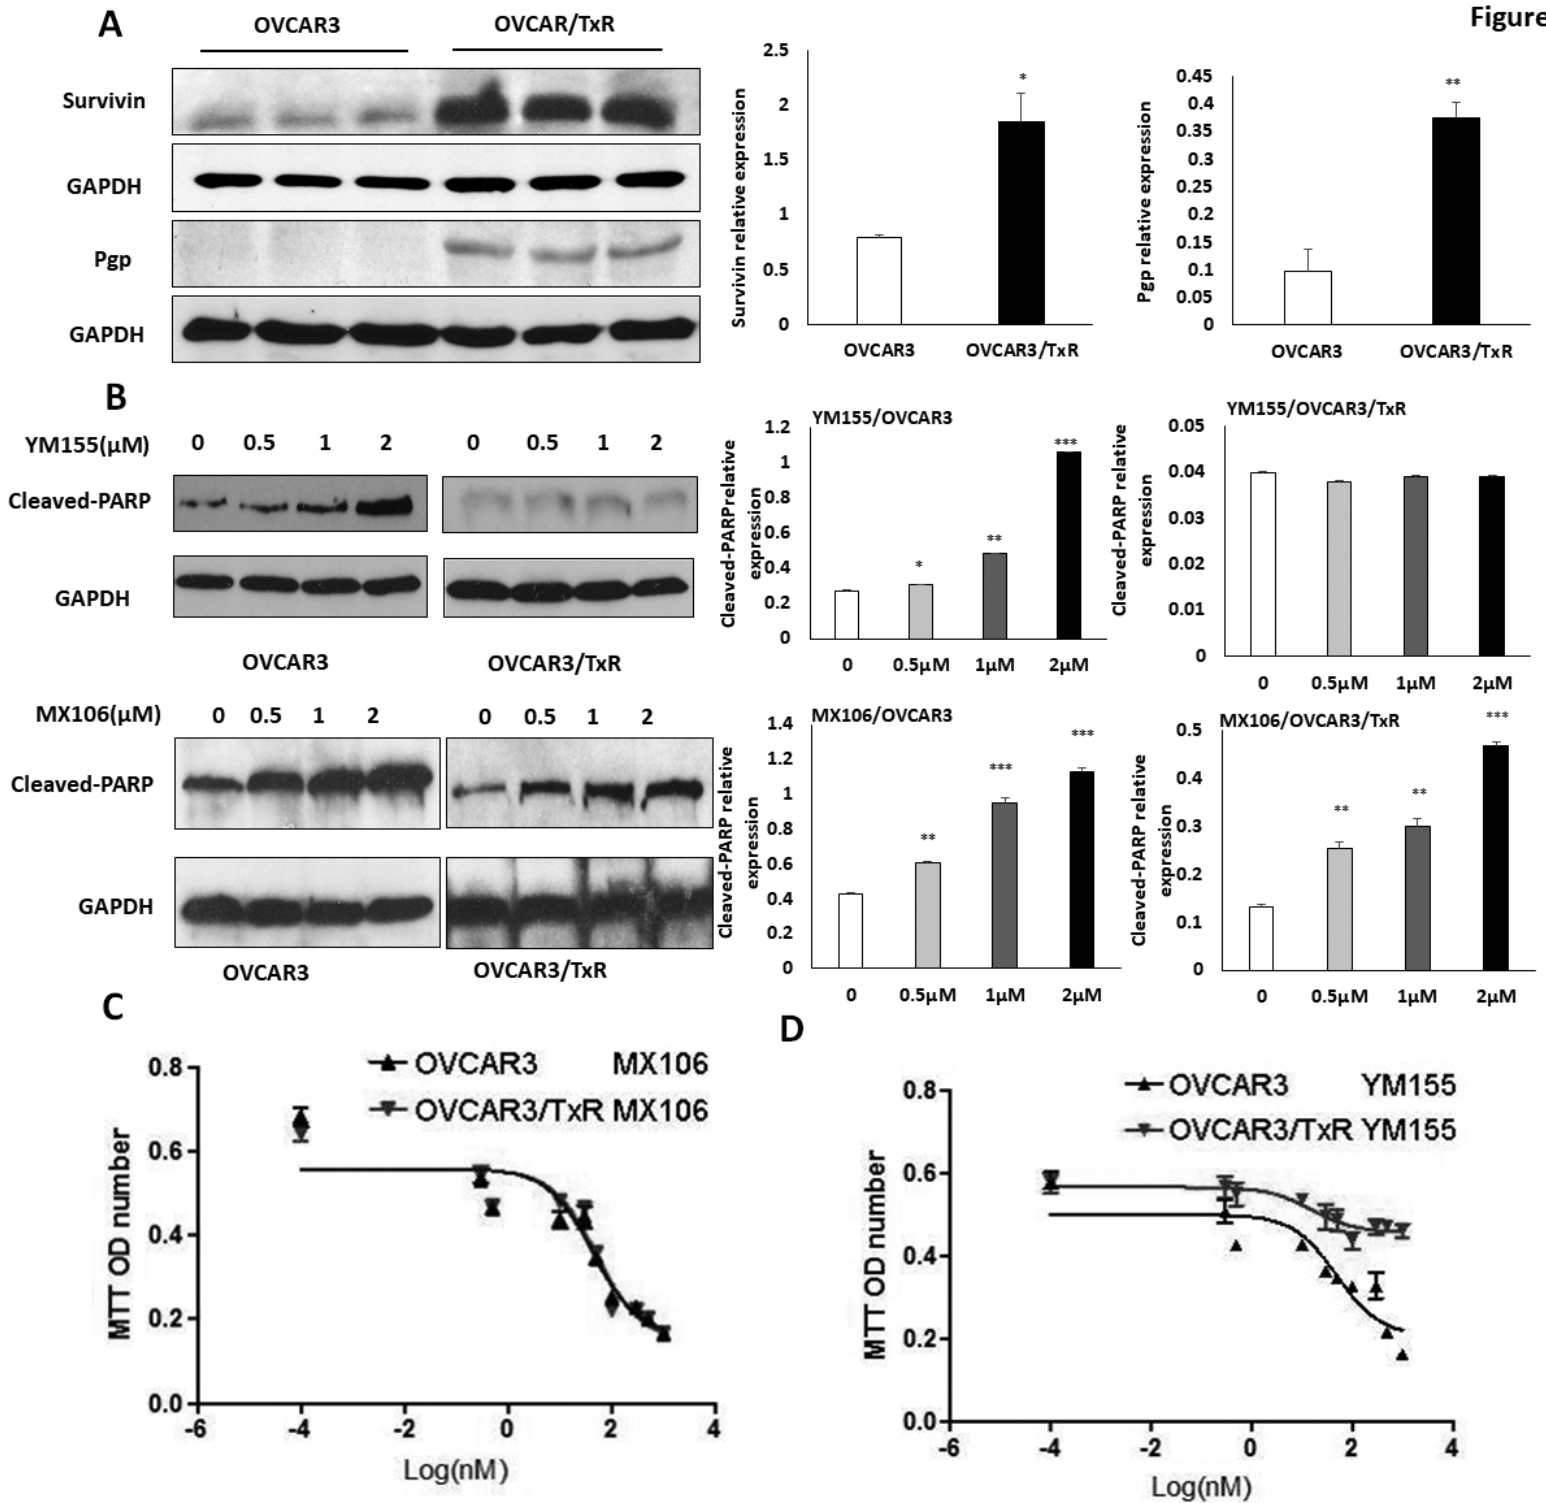 Figure
A
OVCAR3
OVCAR/TxR
Survivin
GAPDH
Pgp
GAPDH
Survivin relative expression
2.5
2
1.5
1
0.5
0
*
OVCAR3
OVCAR3/TxR
Pgp relative expression
0.45
0.4
0.35
0.3
0.25
0.2
0.15
0.1
0.05
0
**
OVCAR3
OVCAR3/TxR
B
YM155(μM)
0 0.5 1 2
0 0.5 1 2
Cleaved-PARP
GAPDH
OVCAR3
OVCAR3/TxR
YM155/OVCAR3
Cleaved-PARP relative
expression
1.2
1
0.8
0.6
0.4
0.2
0
*
**
***
0 0.5μM 1μM 2μM
YM155/OVCAR3/TxR
Cleaved-PARP relative
expression
0.05
0.04
0.03
0.02
0.01
0
0 0.5μM 1μM 2μM
MX106(μM)
0 0.5 1 2
0 0.5 1 2
Cleaved-PARP
GAPDH
OVCAR3
OVCAR3/TxR
MX106/OVCAR3
Cleaved-PARP relative
expression
1.4
1.2
1
0.8
0.6
0.4
0.2
0
**
***
***
0 0.5μM 1μM 2μM
MX106/OVCAR3/TxR
Cleaved-PARP relative
expression
0.5
0.4
0.3
0.2
0.1
0
**
**
***
0 0.5μM 1μM 2μM
C
OVCAR3 MX106
OVCAR3/TxR MX106
MTT OD number
0.8
0.6
0.4
0.2
0.0
-6 -4 -2 0 2 4
Log(nM)
D
OVCAR3 YM155
OVCAR3/TxR YM155
MTT OD number
0.8
0.6
0.4
0.2
0.0
-6 -4 -2 0 2 4
Log(nM)